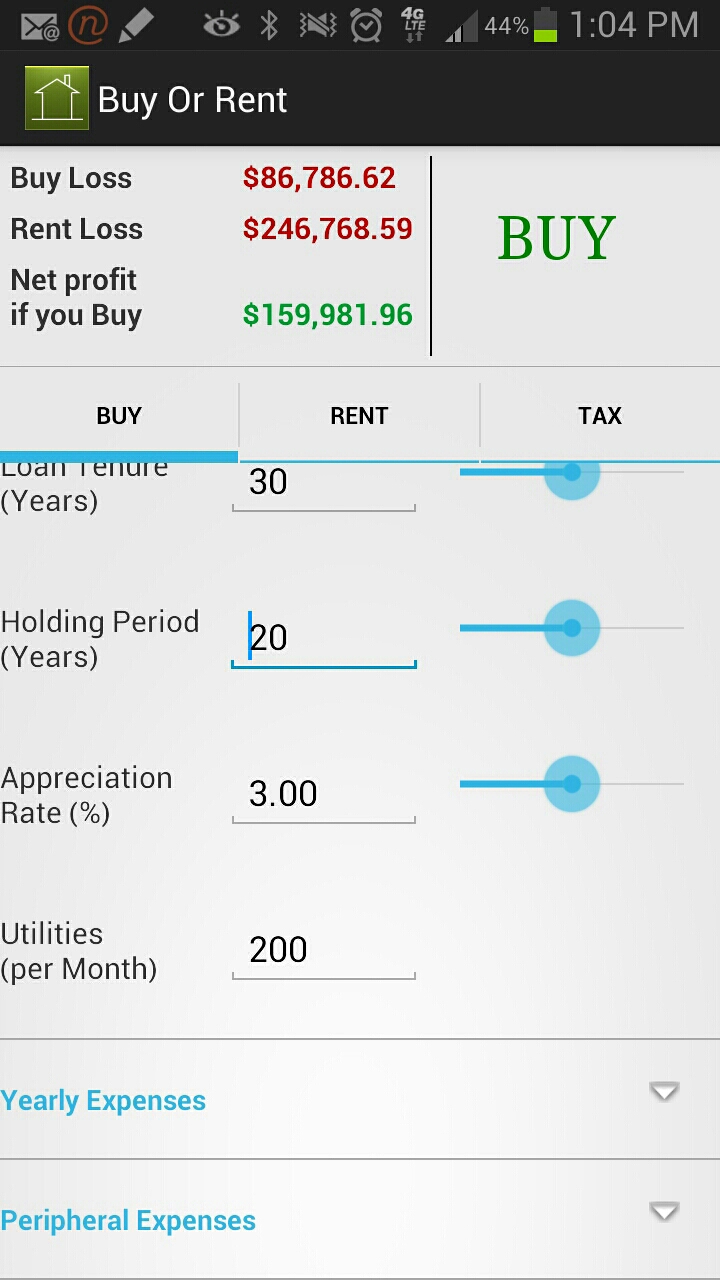 4G
LTE
44%
1:04 PM
Buy Or Rent
Buy Loss $86,786.62
Rent Loss $246,768.59
BUY
Net profit
if you Buy $159,981.96
BUY RENT TAX
Loan Tenure
(Years) 30
Holding Period
(Years) 20
Appreciation
Rate (%) 3.00
Utilities
(per Month) 200
Yearly Expenses
Peripheral Expenses